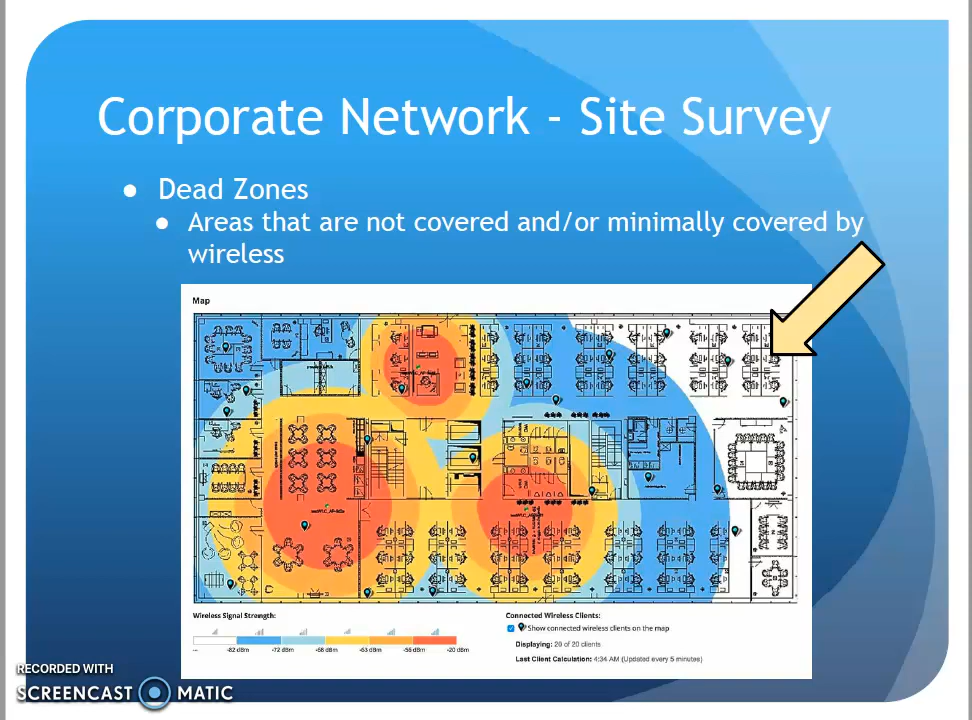 Corporate Network - Site Survey
● Dead Zones
● Areas that are not covered and/or minimally covered by
wireless
Map
Wireless Signal Strength:
-82 dBm -72 dBm -68 dBm -63 dBm -56 dBm +20 dBm
Connected Wireless Clients:
Show connected wireless clients on the map
Displaying: 20 of 20 clients
Last Client Calculation: 4:34 AM (Updated every 5 minutes)
RECORDED WITH
SCREENCAST MATIC